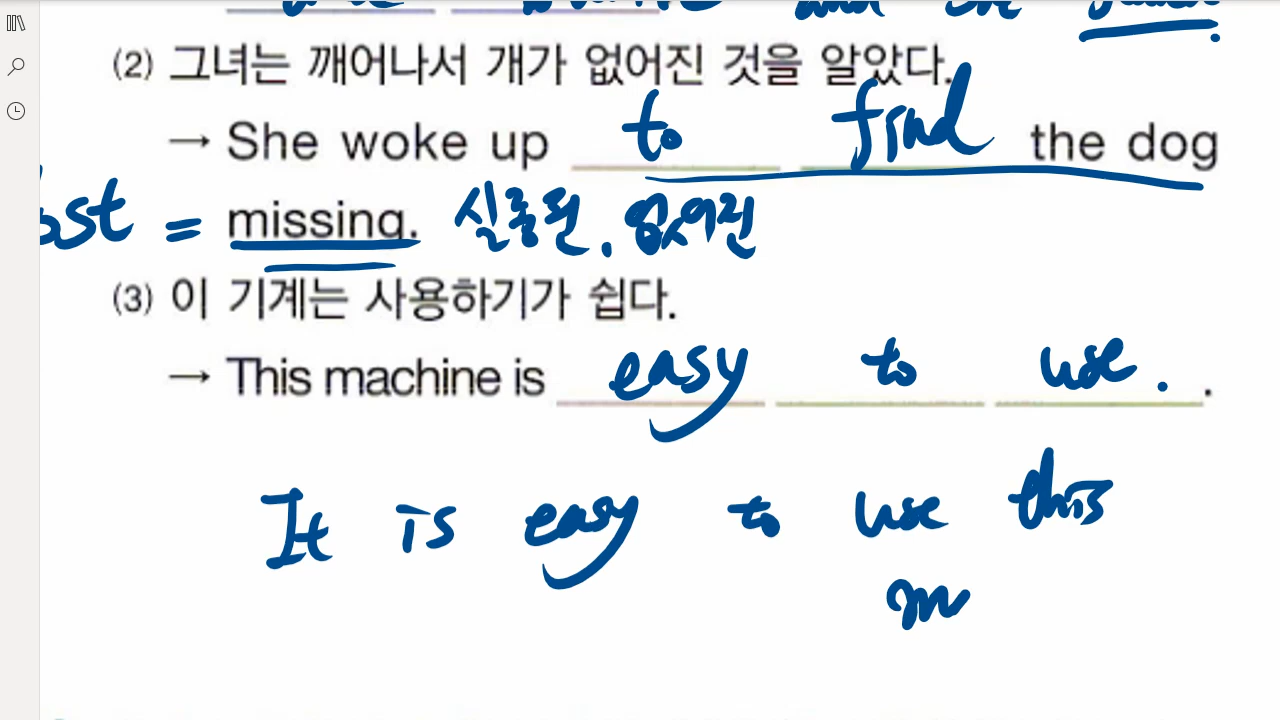 and she
(2) 그녀는 깨어나서 개가 없어진 것을 알았다.
→ She woke up to find the dog
= missing. 실종된. 없어진
(3) 이 기계는 사용하기가 쉽다.
→ This machine is easy to use. .
It is easy to use this
m